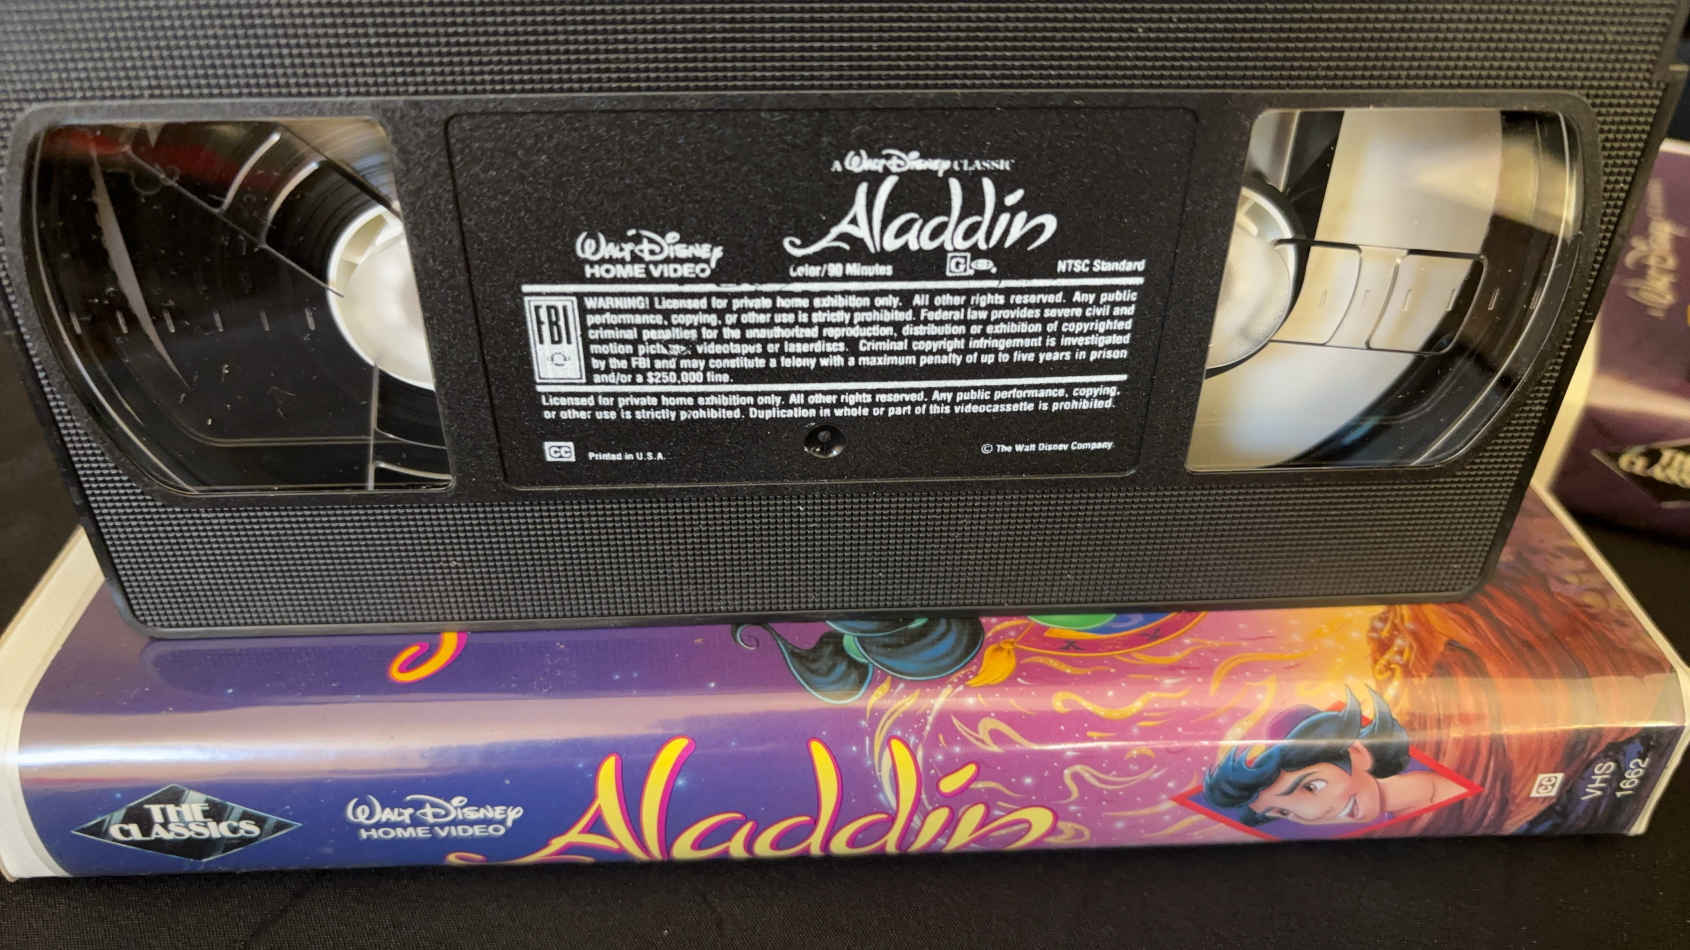 A Walt Disney CLASSIC
Aladdin
Walt Disney
HOME VIDEO
Color/90 Minutes
G
NTSC Standard
FBI
WARNING! Licensed for private home exhibition only. All other rights reserved. Any public
performance, copying, or other use is strictly prohibited. Federal law provides severe civil and
criminal penalties for the unauthorized reproduction, distribution or exhibition of copyrighted
motion videotapes or laserdiscs. Criminal copyright infringement is investigated
by the FBI and may constitute a felony with a maximum penalty of up to five years in prison
and/or a $250,000 fine.
Licensed for private home exhibition only. All other rights reserved. Any public performance, copying,
or other use is strictly prohibited. Duplication in whole or part of this videocassette is prohibited.
CC
Printed in U.S.A.
© The Walt Disney Company
THE
CLASSICS
Walt Disney
HOME VIDEO
Aladdin
CC
VHS
1662
Walt Disney
THE
CLASSICS